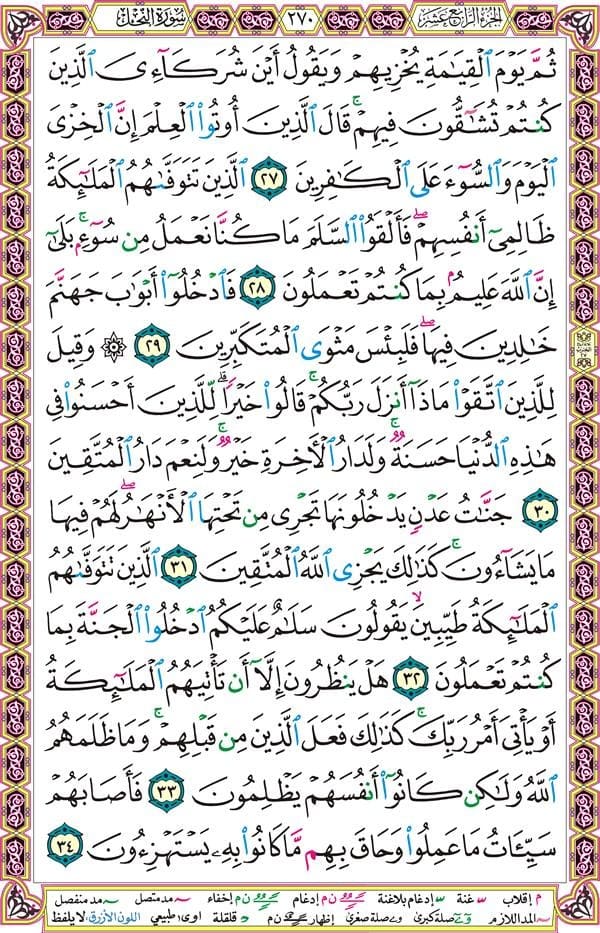 الجزء الرابع عشر ٢٧٠ سورة النحل
ثُمَّ يَوْمَ ٱلْقِيَٰمَةِ يُخْزِيهِمْ وَيَقُولُ أَيْنَ شُرَكَآءِىَ ٱلَّذِينَ
كُنتُمْ تُشَٰٓقُّونَ فِيهِمْ ۚ قَالَ ٱلَّذِينَ أُوتُوا۟ ٱلْعِلْمَ إِنَّ ٱلْخِزْىَ
ٱلْيَوْمَ وَٱلسُّوٓءَ عَلَى ٱلْكَٰفِرِينَ ٢٧ ٱلَّذِينَ تَتَوَفَّىٰهُمُ ٱلْمَلَٰٓئِكَةُ
ظَالِمِىٓ أَنفُسِهِمْ ۖ فَأَلْقَوُا۟ ٱلسَّلَمَ مَا كُنَّا نَعْمَلُ مِن سُوٓءٍۭ ۚ بَلَىٰٓ
إِنَّ ٱللَّهَ عَلِيمٌۢ بِمَا كُنتُمْ تَعْمَلُونَ ٢٨ فَٱدْخُلُوٓا۟ أَبْوَٰبَ جَهَنَّمَ
خَٰلِدِينَ فِيهَا ۖ فَلَبِئْسَ مَثْوَى ٱلْمُتَكَبِّرِينَ ٢٩ ۞ وَقِيلَ
لِلَّذِينَ ٱتَّقَوْا۟ مَاذَآ أَنزَلَ رَبُّكُمْ ۚ قَالُوا۟ خَيْرًا ۗ لِّلَّذِينَ أَحْسَنُوا۟ فِى
هَٰذِهِ ٱلدُّنْيَا حَسَنَةٌ ۚ وَلَدَارُ ٱلْءَاخِرَةِ خَيْرٌ ۚ وَلَنِعْمَ دَارُ ٱلْمُتَّقِينَ
٣٠ جَنَّٰتُ عَدْنٍ يَدْخُلُونَهَا تَجْرِى مِن تَحْتِهَا ٱلْأَنْهَٰرُ ۖ لَهُمْ فِيهَا
مَا يَشَآءُونَ ۚ كَذَٰلِكَ يَجْزِى ٱللَّهُ ٱلْمُتَّقِينَ ٣١ ٱلَّذِينَ تَتَوَفَّىٰهُمُ
ٱلْمَلَٰٓئِكَةُ طَيِّبِينَ ۙ يَقُولُونَ سَلَٰمٌ عَلَيْكُمُ ٱدْخُلُوا۟ ٱلْجَنَّةَ بِمَا
كُنتُمْ تَعْمَلُونَ ٣٢ هَلْ يَنظُرُونَ إِلَّآ أَن تَأْتِيَهُمُ ٱلْمَلَٰٓئِكَةُ
أَوْ يَأْتِىَ أَمْرُ رَبِّكَ ۚ كَذَٰلِكَ فَعَلَ ٱلَّذِينَ مِن قَبْلِهِمْ ۚ وَمَا ظَلَمَهُمُ
ٱللَّهُ وَلَٰكِن كَانُوٓا۟ أَنفُسَهُمْ يَظْلِمُونَ ٣٣ فَأَصَابَهُمْ
سَيِّـَٔاتُ مَا عَمِلُوا۟ وَحَاقَ بِهِم مَّا كَانُوا۟ بِهِۦ يَسْتَهْزِءُونَ ٣٤
م إقلاب غنة إدغام بلاغنة ن م إدغام ن م إخفاء مد متصل مد منفصل
المد اللازم صلة كبرى صلة صغرى إظهار ن م د قلقلة اوى طبيعي اللون الأزرق لا يلفظ